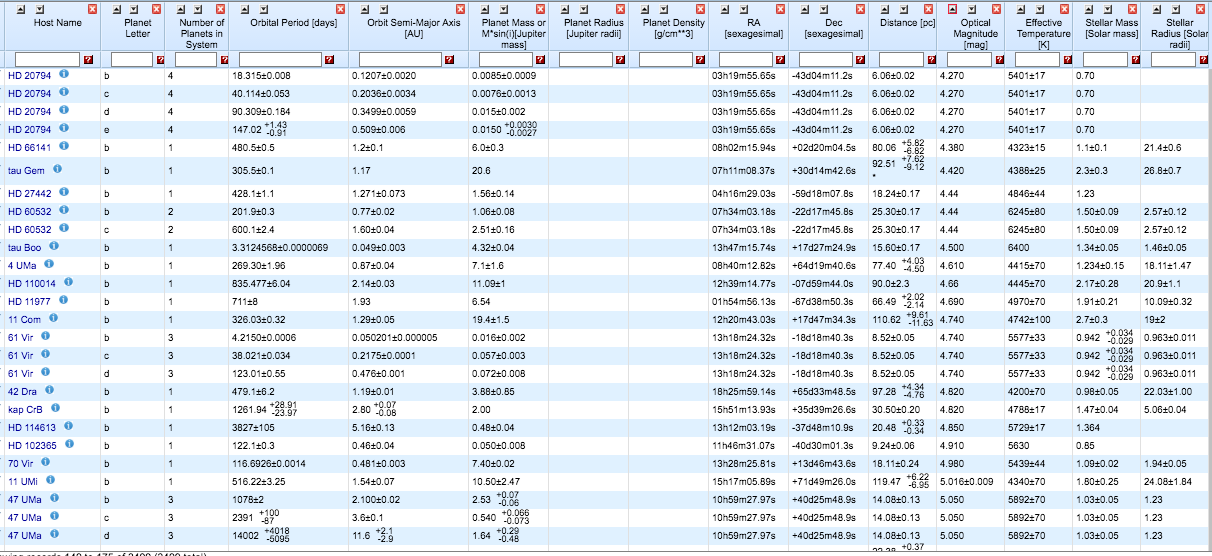 Host Name Planet Letter Number of Planets in System Orbital Period [days] Orbit Semi-Major Axis [AU] Planet Mass or M*sin(i)[Jupiter mass] Planet Radius [Jupiter radii] Planet Density [g/cm**3] RA [sexagesimal] Dec [sexagesimal] Distance [pc] Optical Magnitude [mag] Effective Temperature [K] Stellar Mass [Solar mass] Stellar Radius [Solar radii]
HD 20794 b 4 18.315±0.008 0.1207±0.0020 0.0085±0.0009 03h19m55.65s -43d04m11.2s 6.06±0.02 4.270 5401±17 0.70
HD 20794 c 4 40.114±0.053 0.2036±0.0034 0.0076±0.0013 03h19m55.65s -43d04m11.2s 6.06±0.02 4.270 5401±17 0.70
HD 20794 d 4 90.309±0.184 0.3499±0.0059 0.015±0.002 03h19m55.65s -43d04m11.2s 6.06±0.02 4.270 5401±17 0.70
HD 20794 e 4 147.02 +1.43 -0.91 0.509±0.006 0.0150 +0.0030 -0.0027 03h19m55.65s -43d04m11.2s 6.06±0.02 4.270 5401±17 0.70
HD 66141 b 1 480.5±0.5 1.2±0.1 6.0±0.3 08h02m15.94s +02d20m04.5s 80.06 +5.82 -6.82 4.380 4323±15 1.1±0.1 21.4±0.6
tau Gem b 1 305.5±0.1 1.17 20.6 07h11m08.37s +30d14m42.6s 92.51 +7.62 -9.12 * 4.420 4388±25 2.3±0.3 26.8±0.7
HD 27442 b 1 428.1±1.1 1.271±0.073 1.56±0.14 04h16m29.03s -59d18m07.8s 18.24±0.17 4.44 4846±44 1.23
HD 60532 b 2 201.9±0.3 0.77±0.02 1.06±0.08 07h34m03.18s -22d17m45.8s 25.30±0.17 4.44 6245±80 1.50±0.09 2.57±0.12
HD 60532 c 2 600.1±2.4 1.60±0.04 2.51±0.16 07h34m03.18s -22d17m45.8s 25.30±0.17 4.44 6245±80 1.50±0.09 2.57±0.12
tau Boo b 1 3.3124568±0.0000069 0.049±0.003 4.32±0.04 13h47m15.74s +17d27m24.9s 15.60±0.17 4.500 6400 1.34±0.05 1.46±0.05
4 UMa b 1 269.30±1.96 0.87±0.04 7.1±1.6 08h40m12.82s +64d19m40.6s 77.40 +4.03 -4.50 4.610 4415±70 1.234±0.15 18.11±1.47
HD 110014 b 1 835.477±6.04 2.14±0.03 11.09±1 12h39m14.77s -07d59m44.0s 90.0±2.3 4.66 4445±70 2.17±0.28 20.9±1.1
HD 11977 b 1 711±8 1.93 6.54 01h54m56.13s -67d38m50.3s 66.49 +2.02 -2.14 4.690 4970±70 1.91±0.21 10.09±0.32
11 Com b 1 326.03±0.32 1.29±0.05 19.4±1.5 12h20m43.03s +17d47m34.3s 110.62 +9.61 -11.63 4.740 4742±100 2.7±0.3 19±2
61 Vir b 3 4.2150±0.0006 0.050201±0.000005 0.016±0.002 13h18m24.32s -18d18m40.3s 8.52±0.05 4.740 5577±33 0.942 +0.034 -0.029 0.963±0.011
61 Vir c 3 38.021±0.034 0.2175±0.0001 0.057±0.003 13h18m24.32s -18d18m40.3s 8.52±0.05 4.740 5577±33 0.942 +0.034 -0.029 0.963±0.011
61 Vir d 3 123.01±0.55 0.476±0.001 0.072±0.008 13h18m24.32s -18d18m40.3s 8.52±0.05 4.740 5577±33 0.942 +0.034 -0.029 0.963±0.011
42 Dra b 1 479.1±6.2 1.19±0.01 3.88±0.85 18h25m59.14s +65d33m48.5s 97.28 +4.34 -4.76 4.820 4200±70 0.98±0.05 22.03±1.00
kap CrB b 1 1261.94 +28.91 -23.97 2.80 +0.07 -0.08 2.00 15h51m13.93s +35d39m26.6s 30.50±0.20 4.820 4788±17 1.47±0.04 5.06±0.04
HD 114613 b 1 3827±105 5.16±0.13 0.48±0.04 13h12m03.19s -37d48m10.9s 20.48 +0.33 -0.34 4.850 5729±17 1.364
HD 102365 b 1 122.1±0.3 0.46±0.04 0.050±0.008 11h46m31.07s -40d30m01.3s 9.24±0.06 4.910 5630 0.85
70 Vir b 1 116.6926±0.0014 0.481±0.003 7.40±0.02 13h28m25.81s +13d46m43.6s 18.11±0.24 4.980 5439±44 1.09±0.02 1.94±0.05
11 UMi b 1 516.22±3.25 1.54±0.07 10.50±2.47 15h17m05.89s +71d49m26.0s 119.47 +6.22 -6.95 5.016±0.009 4340±70 1.80±0.25 24.08±1.84
47 UMa b 3 1078±2 2.100±0.02 2.53 +0.07 -0.06 10h59m27.97s +40d25m48.9s 14.08±0.13 5.050 5892±70 1.03±0.05 1.23
47 UMa c 3 2391 +100 -87 3.6±0.1 0.540 +0.066 -0.073 10h59m27.97s +40d25m48.9s 14.08±0.13 5.050 5892±70 1.03±0.05 1.23
47 UMa d 3 14002 +4018 -5095 11.6 +2.1 -2.9 1.64 +0.29 -0.48 10h59m27.97s +40d25m48.9s 14.08±0.13 5.050 5892±70 1.03±0.05 1.23